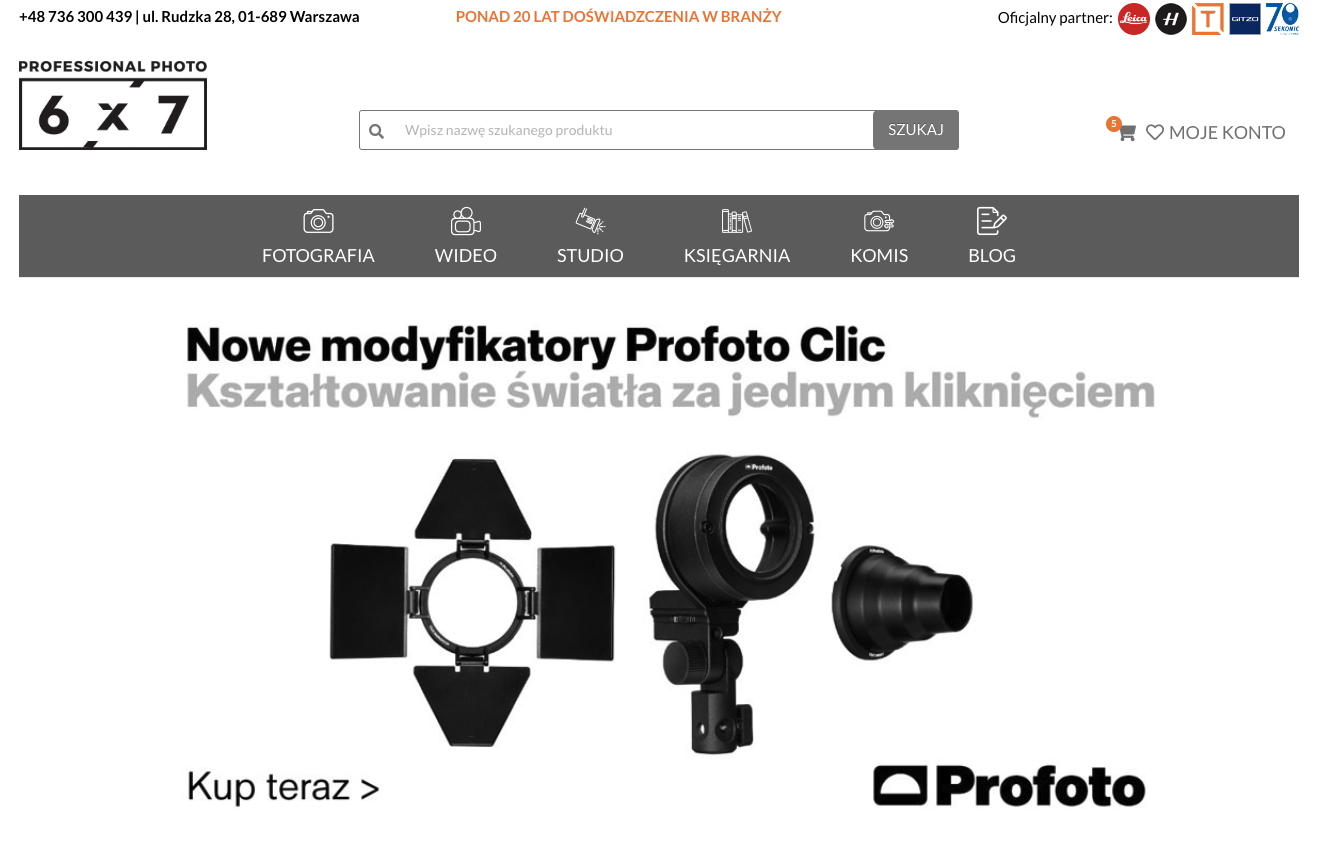 +48 736 300 439 | ul. Rudzka 28, 01-689 Warszawa
PONAD 20 LAT DOŚWIADZCZENIA W BRANŻY
Oficjalny partner:
Leica
H
T
GITZO
70
SEKONIC
PROFESSIONAL PHOTO
6 x 7
Wpisz nazwę szukanego produktu
SZUKAJ
5
MOJE KONTO
FOTOGRAFIA
WIDEO
STUDIO
KSIĘGARNIA
KOMIS
BLOG
Nowe modyfikatory Profoto Clic
Kształtowanie światła za jednym kliknięciem
Profoto
Kup teraz >
Profoto